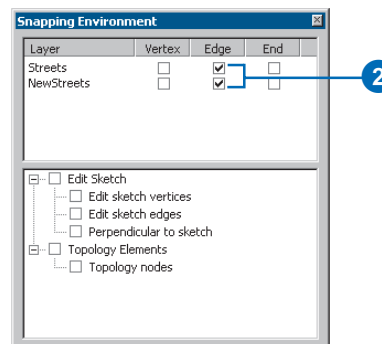 Snapping Environment
Layer Vertex Edge End
Streets
NewStreets
2
Edit Sketch
Edit sketch vertices
Edit sketch edges
Perpendicular to sketch
Topology Elements
Topology nodes